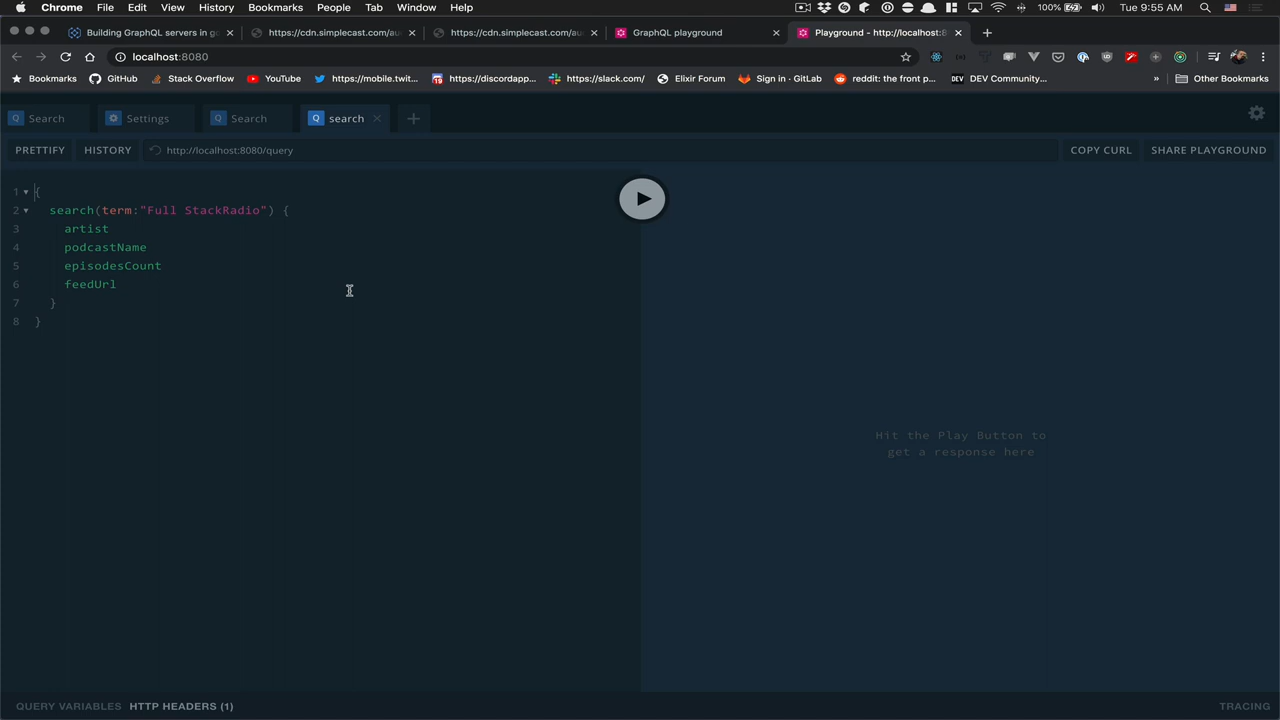 Chrome File Edit View History Bookmarks People Tab Window Help 100% Tue 9:55 AM
Building GraphQL servers in go https://cdn.simplecast.com/au https://cdn.simplecast.com/au GraphQL playground Playground - http://localhost:8
localhost:8080
Bookmarks GitHub Stack Overflow YouTube https://mobile.twit... https://discordapp... https://slack.com/ Elixir Forum Sign in · GitLab reddit: the front p... DEV Community... » Other Bookmarks
Q Search Settings Q Search Q search
PRETTIFY HISTORY http://localhost:8080/query COPY CURL SHARE PLAYGROUND
1 {
2 search(term:"Full StackRadio") {
3 artist
4 podcastName
5 episodesCount
6 feedUrl
7 }
8 }
Hit the Play Button to
get a response here
QUERY VARIABLES HTTP HEADERS (1) TRACING